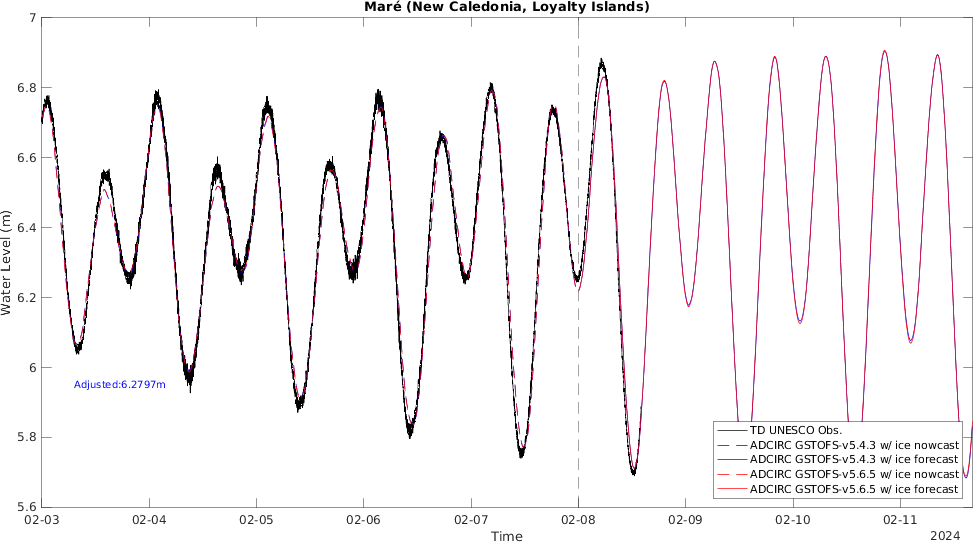 Maré (New Caledonia, Loyalty Islands)
7
6.8
6.6
6.4
6.2
6
5.8
5.6
Water Level (m)
Adjusted:6.2797m
TD UNESCO Obs.
ADCIRC GSTOFS-v5.4.3 w/ ice nowcast
ADCIRC GSTOFS-v5.4.3 w/ ice forecast
ADCIRC GSTOFS-v5.6.5 w/ ice nowcast
ADCIRC GSTOFS-v5.6.5 w/ ice forecast
02-03 02-04 02-05 02-06 02-07 02-08 02-09 02-10 02-11
Time
2024